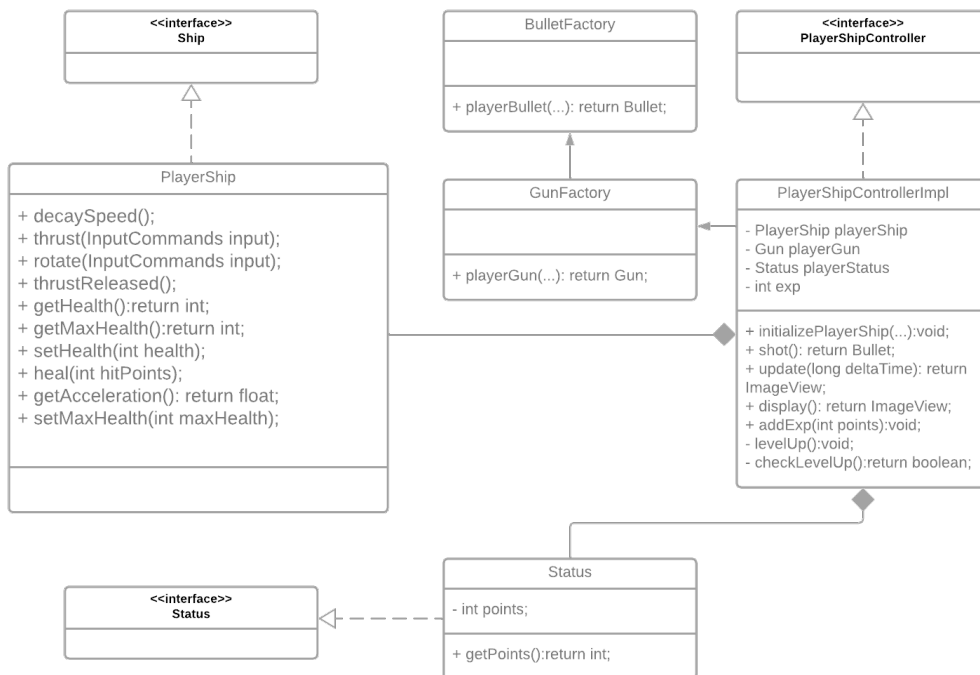 <<interface>>
Ship
BulletFactory
+ playerBullet(...): return Bullet;
<<interface>>
PlayerShipController
PlayerShip
+ decaySpeed();
+ thrust(InputCommands input);
+ rotate(InputCommands input);
+ thrustReleased();
+ getHealth():return int;
+ getMaxHealth():return int;
+ setHealth(int health);
+ heal(int hitPoints);
+ getAcceleration(): return float;
+ setMaxHealth(int maxHealth);
GunFactory
+ playerGun(...): return Gun;
PlayerShipControllerImpl
- PlayerShip playerShip
- Gun playerGun
- Status playerStatus
- int exp
+ initializePlayerShip(...):void;
+ shot(): return Bullet;
+ update(long deltaTime): return
ImageView;
+ display(): return ImageView;
+ addExp(int points):void;
- levelUp():void;
- checkLevelUp():return boolean;
<<interface>>
Status
Status
- int points;
+ getPoints():return int;